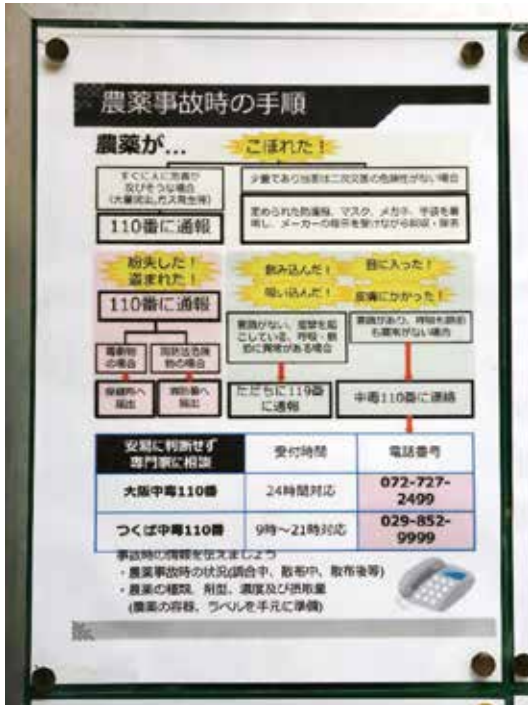 農薬事故時の手順
農薬が...
こぼれた！
すぐに人に危害が
及びそうな場合
(大量流出、ガス発生等)
110番に通報
少量であり当面は二次災害の危険性がない場合
定められた防護服、マスク、メガネ、手袋を着
用し、メーカーの指示を受けながら回収・除去
紛失した！
盗まれた！
110番に通報
毒劇物
の場合
消防法危険
物の場合
保健所へ
届出
消防署へ
届出
飲み込んだ！
吸い込んだ！
目に入った！
皮膚にかかった！
意識がない、痙攣を起
こしている、呼吸・脈
拍に異常がある場合
ただちに119番
に通報
意識があり、呼吸も脈拍
も異常がない場合
中毒110番に連絡
安易に判断せず
専門家に相談
受付時間
電話番号
大阪中毒110番
24時間対応
072-727-
2499
つくば中毒110番
9時～21時対応
029-852-
9999
事故時の情報を伝えましょう
・農薬事故時の状況(調合中、散布中、散布後等)
・農薬の種類、剤型、濃度及び摂取量
(農薬の容器、ラベルを手元に準備)